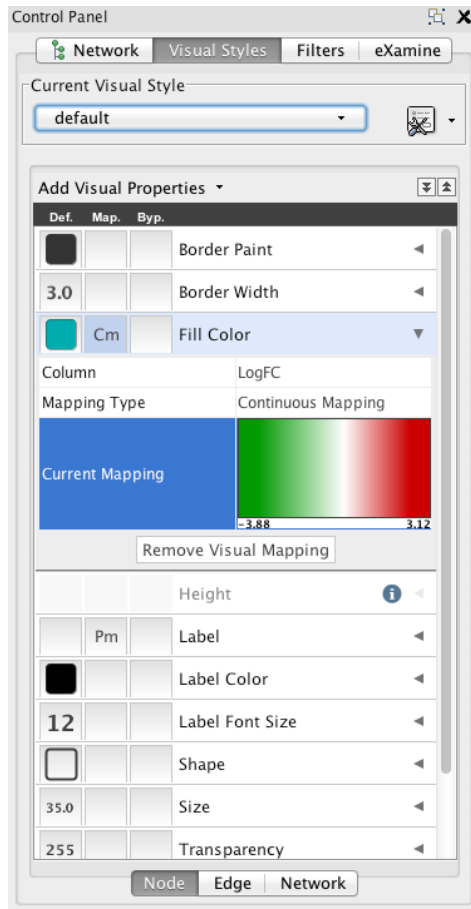 Control Panel
Network Visual Styles Filters eXamine
Current Visual Style
default
Add Visual Properties
Def. Map. Byp.
Border Paint
3.0 Border Width
Cm Fill Color
Column LogFC
Mapping Type Continuous Mapping
Current Mapping
-3.88 3.12
Remove Visual Mapping
Height i
Pm Label
Label Color
12 Label Font Size
Shape
35.0 Size
255 Transparency
Node Edge Network